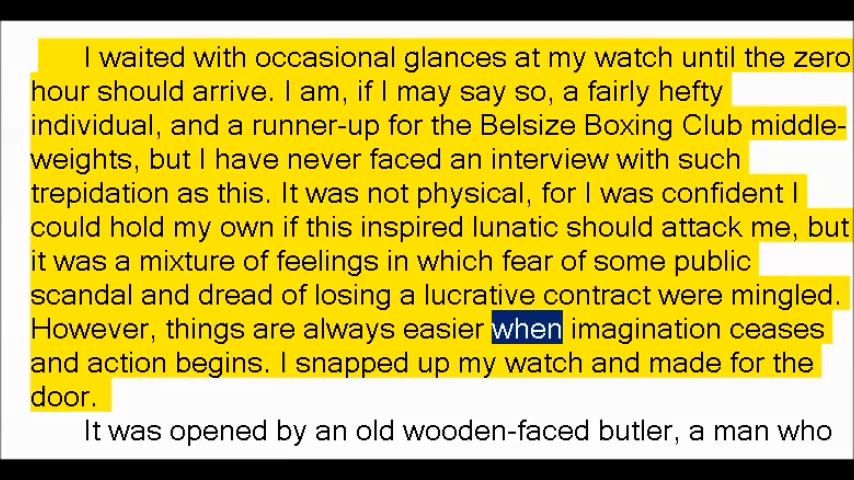 I waited with occasional glances at my watch until the zero
hour should arrive. I am, if I may say so, a fairly hefty
individual, and a runner-up for the Belsize Boxing Club middle-
weights, but I have never faced an interview with such
trepidation as this. It was not physical, for I was confident I
could hold my own if this inspired lunatic should attack me, but
it was a mixture of feelings in which fear of some public
scandal and dread of losing a lucrative contract were mingled.
However, things are always easier when imagination ceases
and action begins. I snapped up my watch and made for the
door.
It was opened by an old wooden-faced butler, a man who